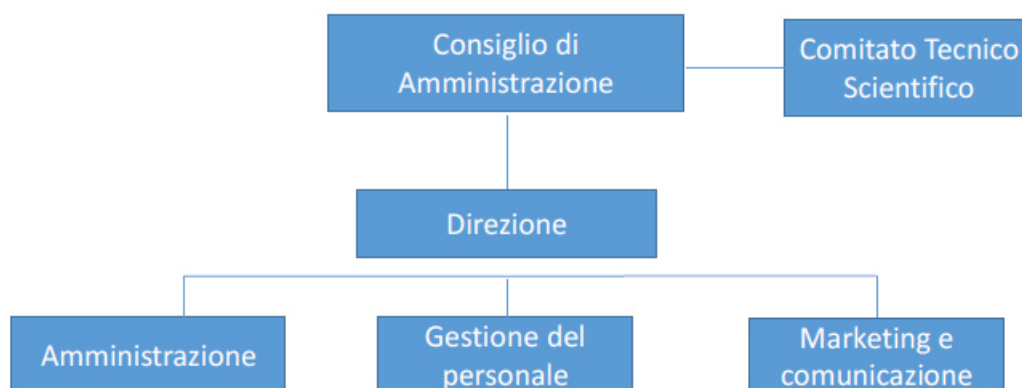 Consiglio di
Amministrazione
Comitato Tecnico
Scientifico
Direzione
Amministrazione
Gestione del
personale
Marketing e
comunicazione